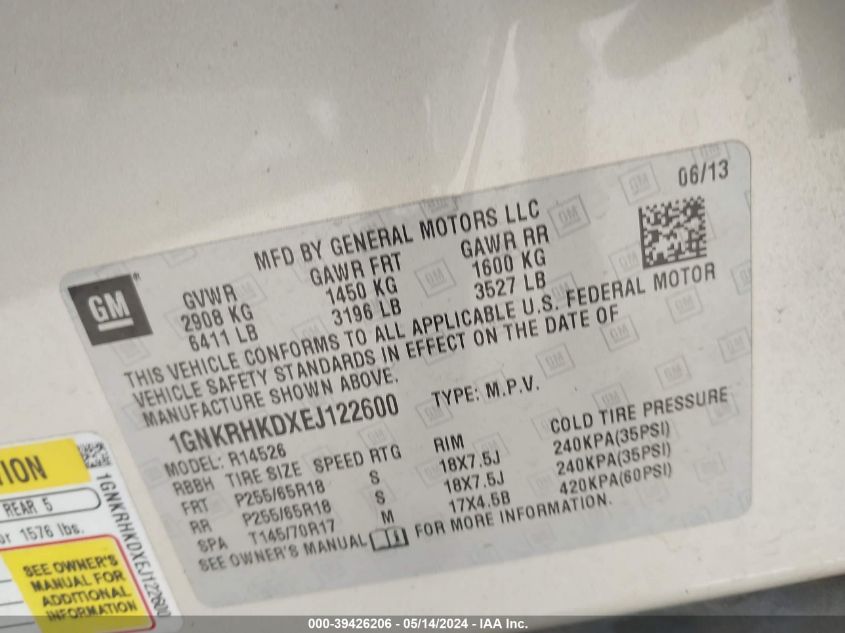 06/13
MFD BY GENERAL MOTORS LLC
GM
GVWR GAWR FRT GAWR RR
2908 KG 1450 KG 1600 KG
6411 LB 3196 LB 3527 LB
THIS VEHICLE CONFORMS TO ALL APPLICABLE U.S. FEDERAL MOTOR
VEHICLE SAFETY STANDARDS IN EFFECT ON THE DATE OF
MANUFACTURE SHOWN ABOVE.
1GNKRHKDXEJ122600 TYPE: M.P.V.
MODEL: R14526
RBBH TIRE SIZE SPEED RTG RIM COLD TIRE PRESSURE
FRT P255/65R18 S 18X7.5J 240KPA(35PSI)
RR P255/65R18 S 18X7.5J 240KPA(35PSI)
SPA T145/70R17 M 17X4.5B 420KPA(60PSI)
SEE OWNER'S MANUAL FOR MORE INFORMATION.
REAR 5
1576 lbs.
SEE OWNER'S
MANUAL FOR
ADDITIONAL
INFORMATION
1GNKRHKDXEJ122600
000-39426206 - 05/14/2024 - IAA, Inc.